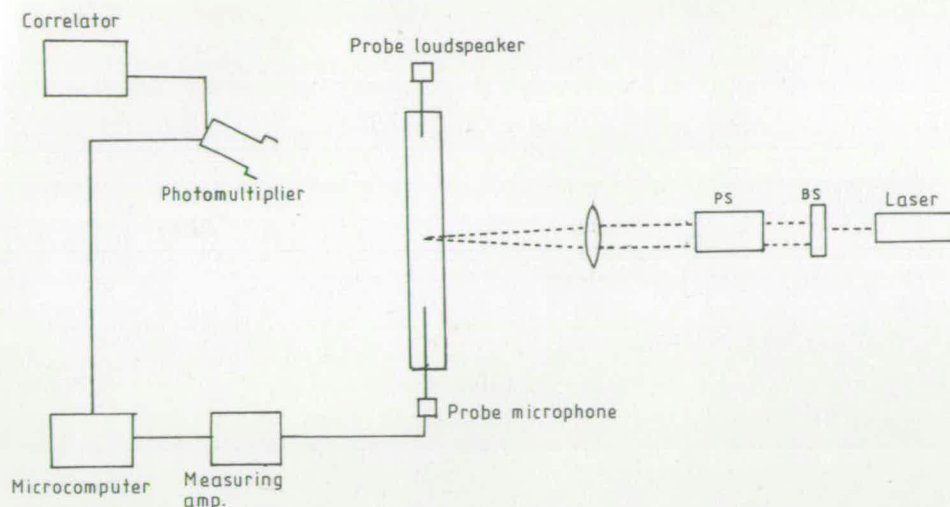 Correlator
Probe loudspeaker
Photomultiplier
PS
BS
Laser
Probe microphone
Microcomputer
Measuring
amp.